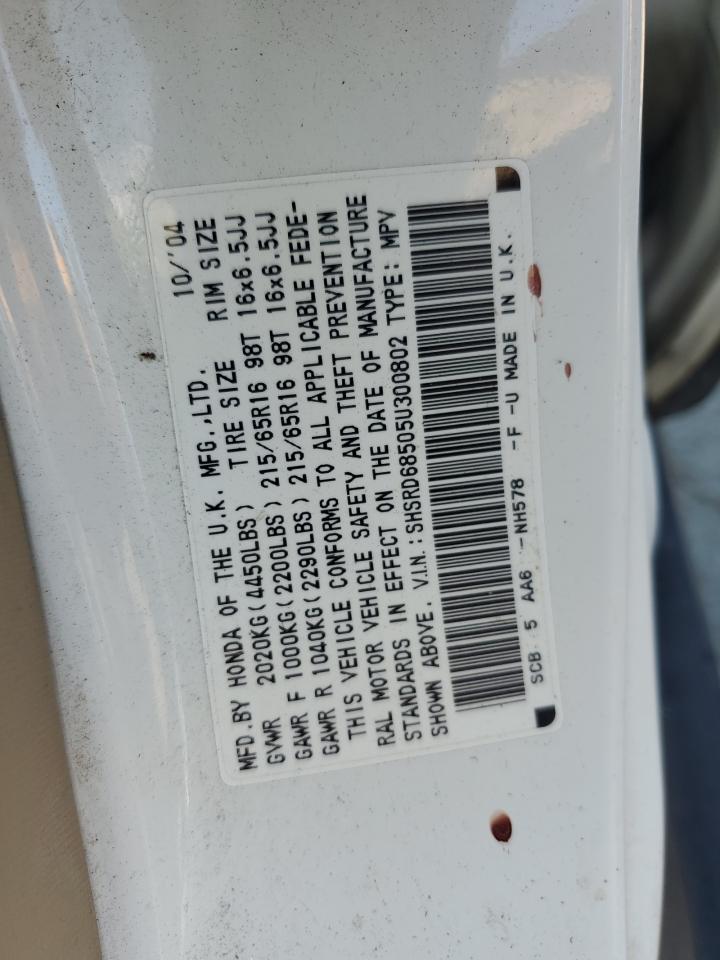 MFD.BY HONDA OF THE U.K. MFG.,LTD. 10/'04
GVWR 2020KG(4450LBS) TIRE SIZE RIM SIZE
GAWR F 1000KG(2200LBS) 215/65R16 98T 16x6.5JJ
GAWR R 1040KG(2290LBS) 215/65R16 98T 16x6.5JJ
THIS VEHICLE CONFORMS TO ALL APPLICABLE FEDE-
RAL MOTOR VEHICLE SAFETY AND THEFT PREVENTION
STANDARDS IN EFFECT ON THE DATE OF MANUFACTURE
SHOWN ABOVE. V.I.N.:SHSRD68505U300802 TYPE: MPV
SCB 5 AA6 -NH578 -F -U MADE IN U.K.